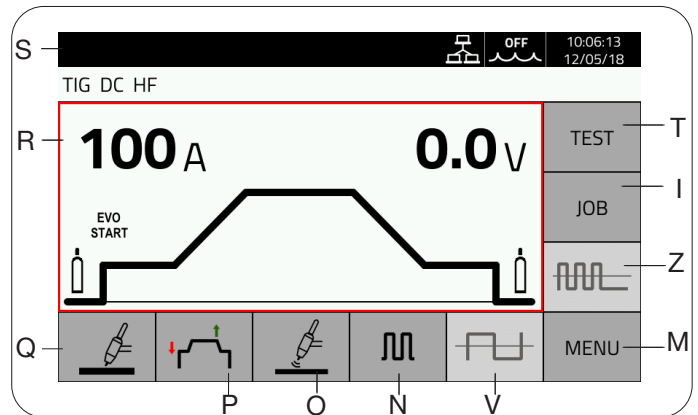 S
OFF
10:06:13
12/05/18
TIG DC HF
R
100 A
0.0 V
EVO
START
TEST
T
JOB
I
Z
Q
MENU
M
P
O
N
V